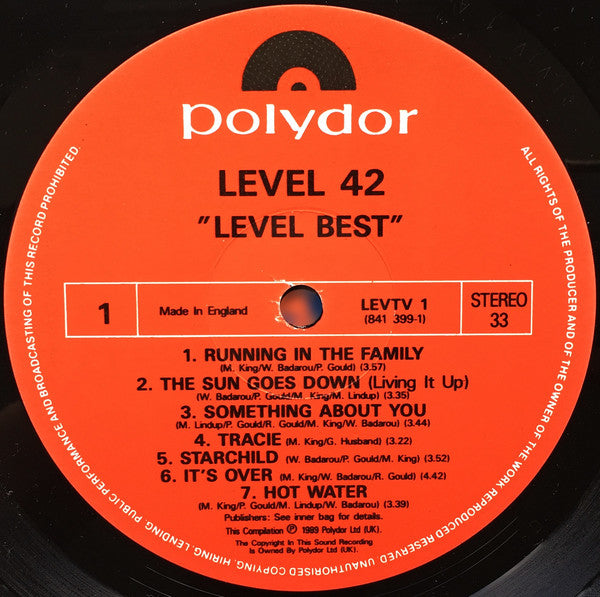 polydor
LEVEL 42
"LEVEL BEST"
1
Made in England
LEVTV 1
(841 399-1)
STEREO
33
1. RUNNING IN THE FAMILY
(M. King/W. Badarou/P. Gould) (3.57)
2. THE SUN GOES DOWN (Living It Up)
(W. Badarou/P. Gould/M. King/M. Lindup) (3.35)
3. SOMETHING ABOUT YOU
(M. Lindup/P. Gould/R. Gould/M. King/W. Badarou) (3.44)
4. TRACIE (M. King/G. Husband) (3.22)
5. STARCHILD (W. Badarou/P. Gould/M. King) (3.52)
6. IT'S OVER (M. King/W. Badarou/R. Gould) (4.42)
7. HOT WATER
(M. King/P. Gould/M. Lindup/W. Badarou) (3.39)
Publishers: See inner bag for details.
This Compilation ℗ 1989 Polydor Ltd (UK).
The Copyright In This Sound Recording
Is Owned By Polydor Ltd (UK).
ALL RIGHTS OF THE PRODUCER AND OF THE OWNER OF THE WORK REPRODUCED RESERVED. UNAUTHORISED COPYING, HIRING, LENDING, PUBLIC PERFORMANCE AND BROADCASTING OF THIS RECORD PROHIBITED.